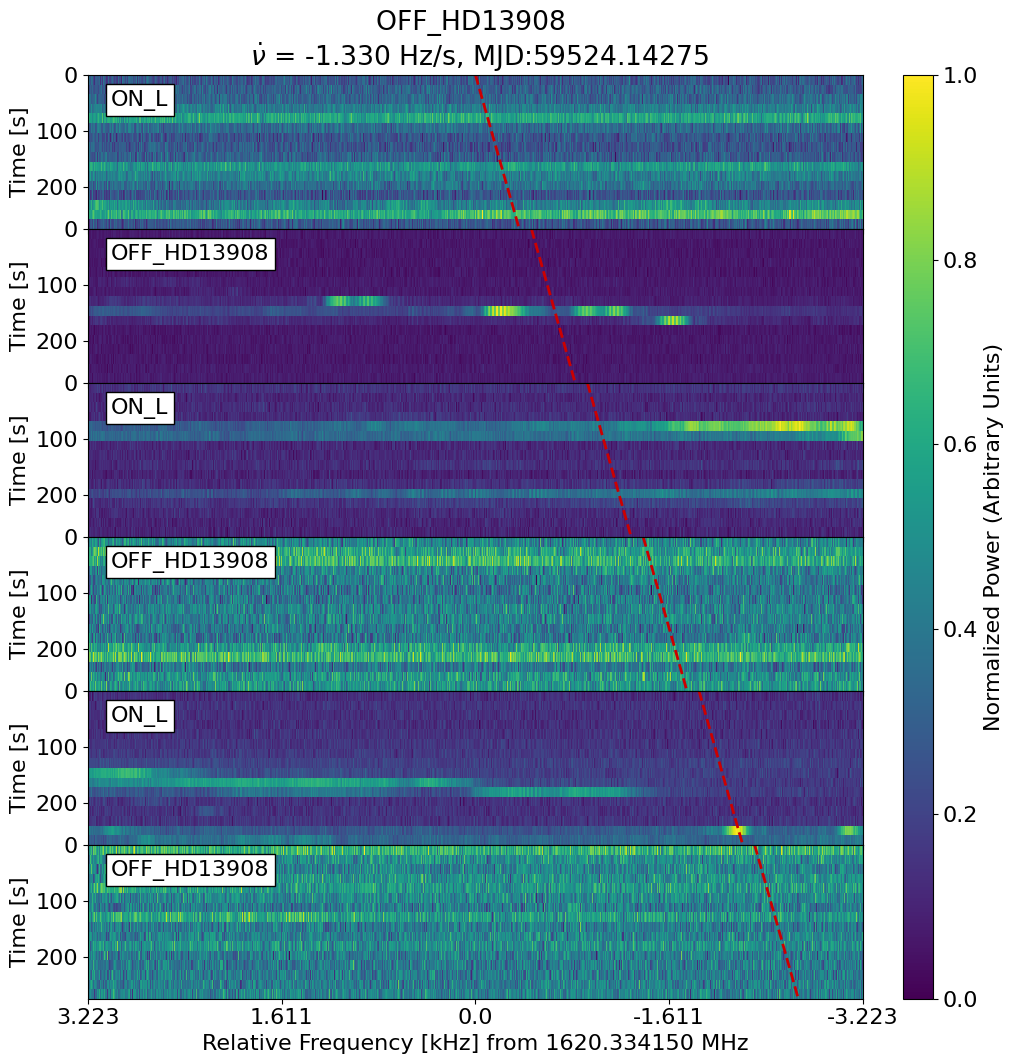 OFF_HD13908
ν̇ = -1.330 Hz/s, MJD:59524.14275
0
100
200
Time [s]
ON_L
0
100
200
Time [s]
OFF_HD13908
0
100
200
Time [s]
ON_L
0
100
200
Time [s]
OFF_HD13908
0
100
200
Time [s]
ON_L
0
100
200
Time [s]
OFF_HD13908
3.223 1.611 0.0 -1.611 -3.223
Relative Frequency [kHz] from 1620.334150 MHz
1.0
0.8
0.6
0.4
0.2
0.0
Normalized Power (Arbitrary Units)